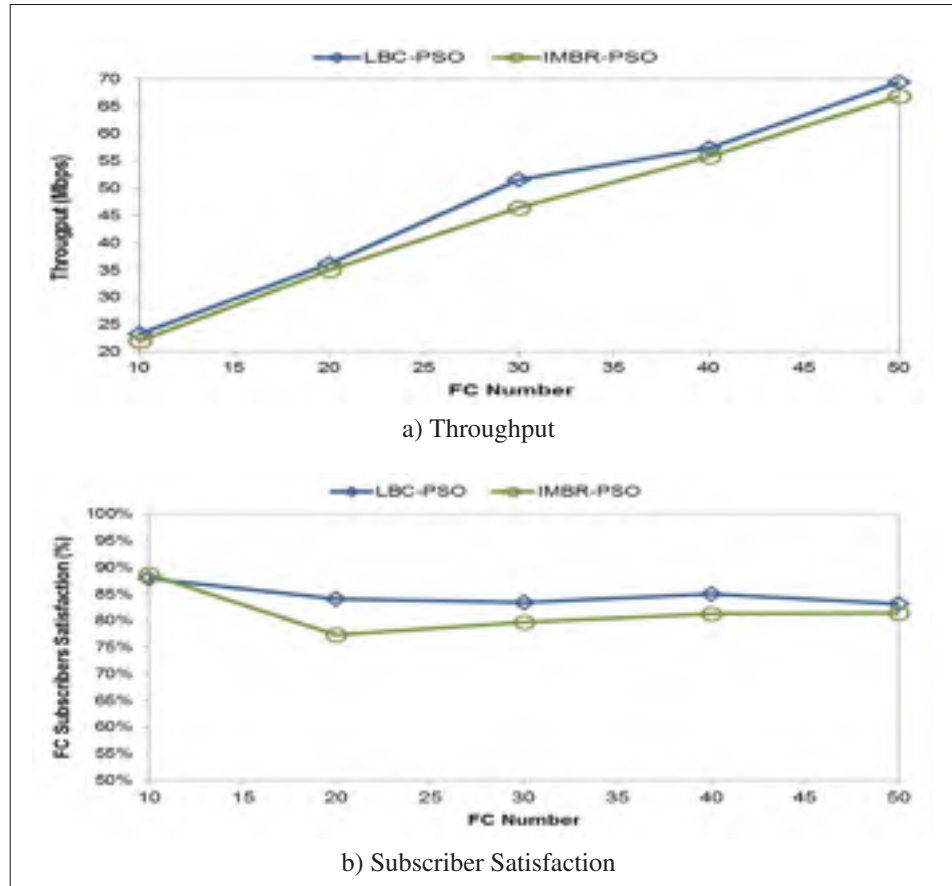 LBC-PSO IMBR-PSO
70
65
60
55
50
45
40
35
30
25
20
Througput (Mbps)
10 15 20 25 30 35 40 45 50
FC Number
a) Throughput
LBC-PSO IMBR-PSO
100%
95%
90%
85%
80%
75%
70%
65%
60%
55%
50%
FC Subscribers Satisfaction (%)
10 15 20 25 30 35 40 45 50
FC Number
b) Subscriber Satisfaction